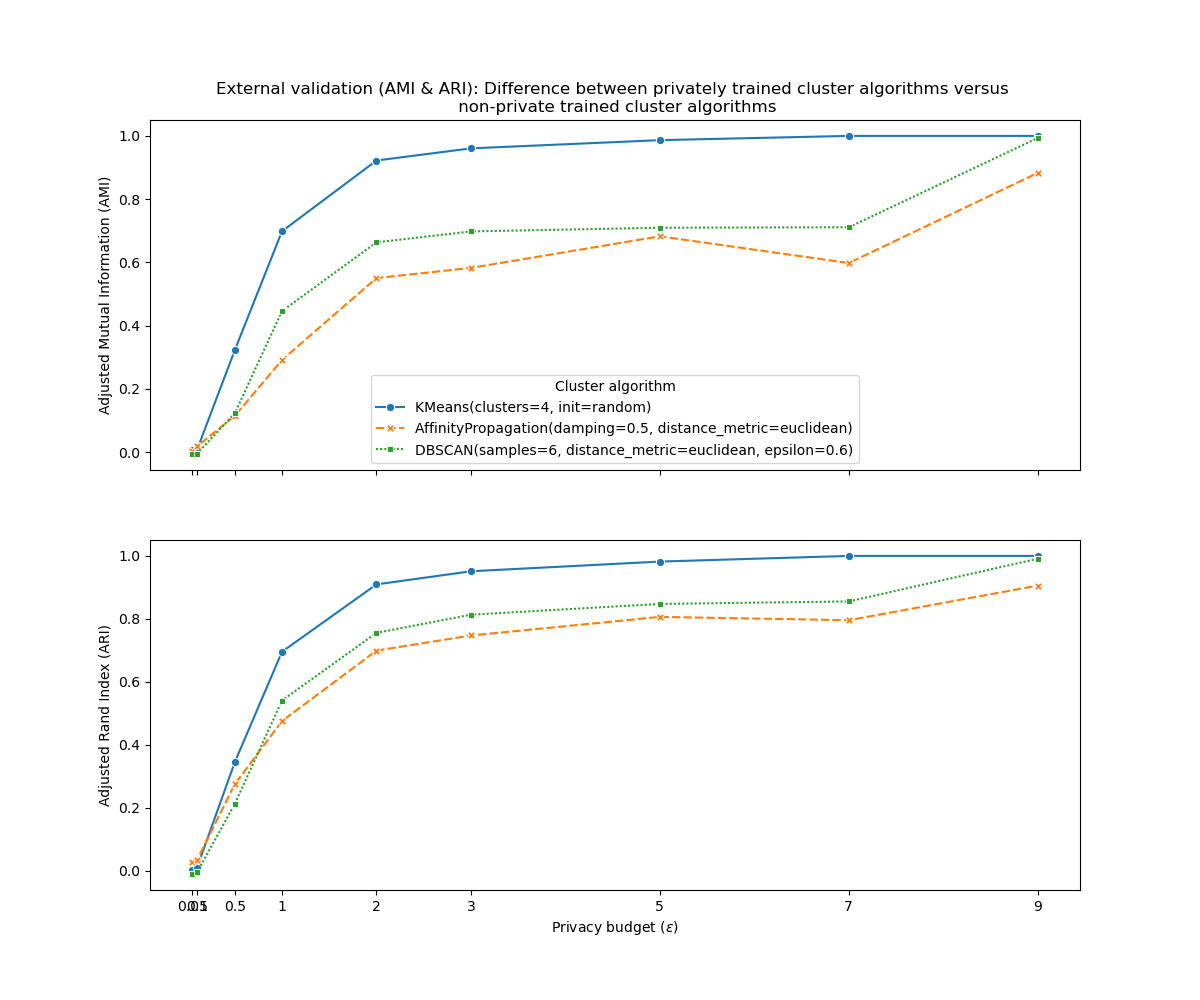 External validation (AMI & ARI): Difference between privately trained cluster algorithms versus
non-private trained cluster algorithms
Adjusted Mutual Information (AMI)
1.0
0.8
0.6
0.4
0.2
0.0
Cluster algorithm
KMeans(clusters=4, init=random)
AffinityPropagation(damping=0.5, distance_metric=euclidean)
DBSCAN(samples=6, distance_metric=euclidean, epsilon=0.6)
Adjusted Rand Index (ARI)
1.0
0.8
0.6
0.4
0.2
0.0
0.5 1 2 3 5 7 9
Privacy budget (ε)